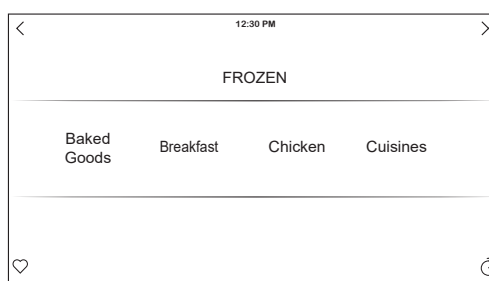 12:30 PM
FROZEN
Baked
Goods
Breakfast
Chicken
Cuisines